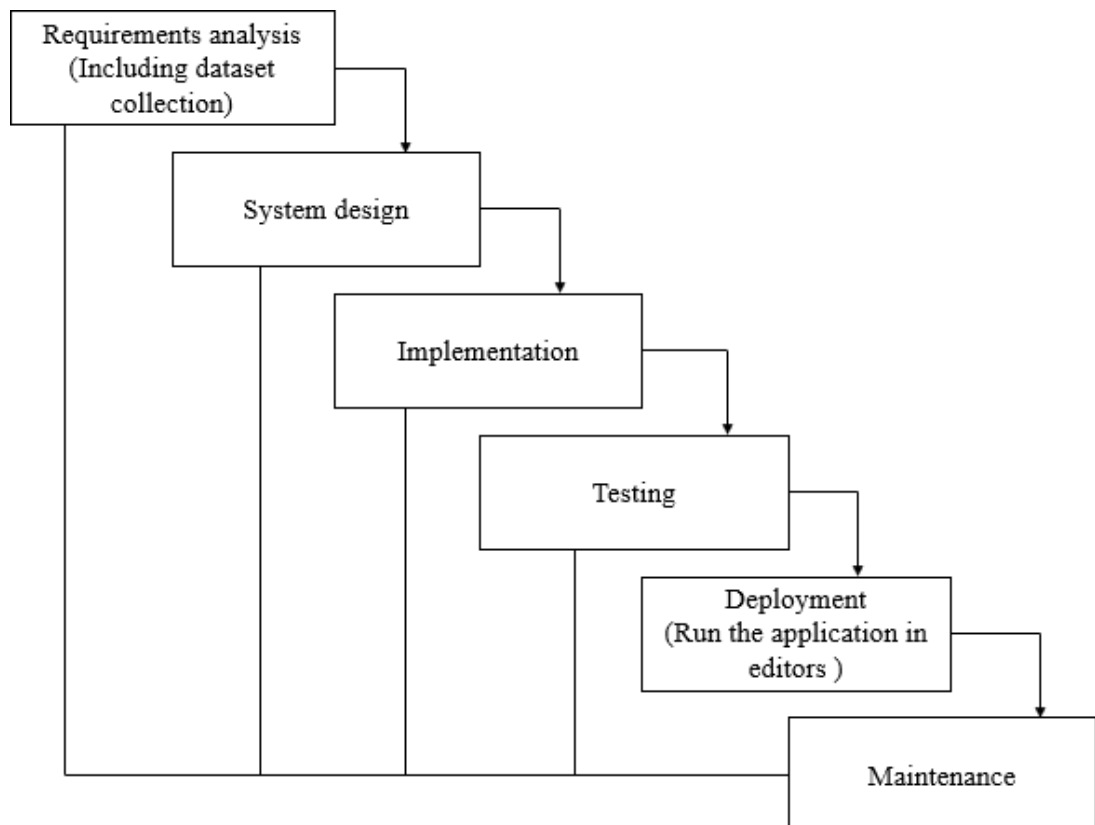 Requirements analysis
(Including dataset
collection)
System design
Implementation
Testing
Deployment
(Run the application in
editors )
Maintenance